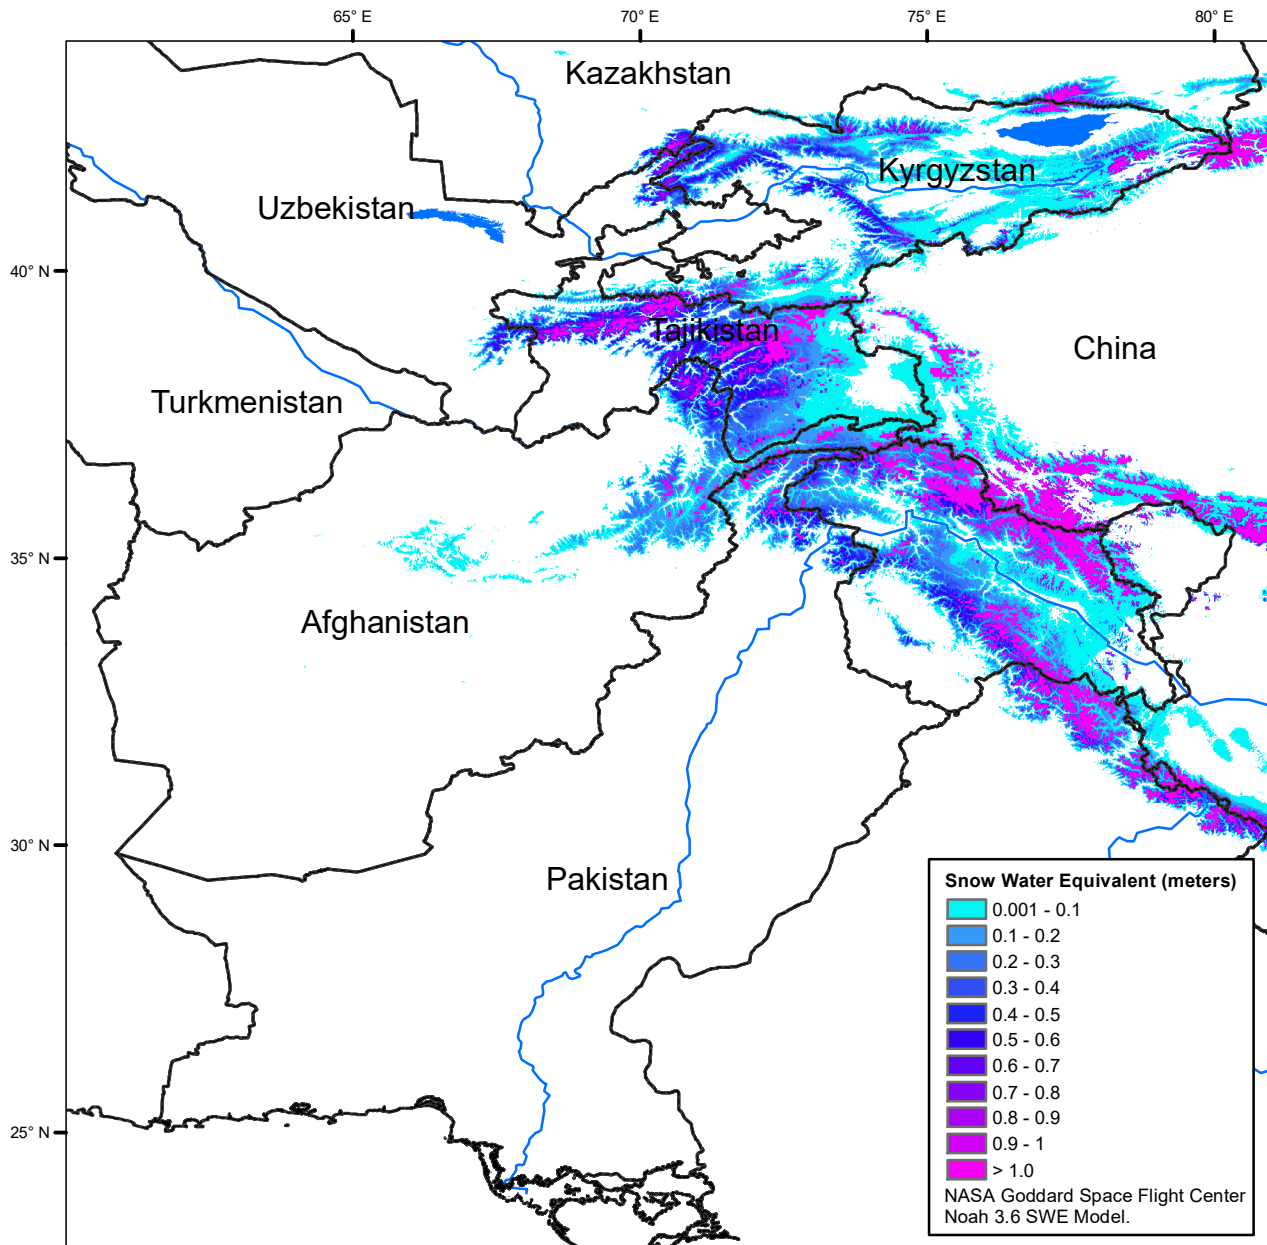 65° E
70° E
75° E
80° E
Kazakhstan
Kyrgyzstan
Uzbekistan
40° N
Tajikistan
China
Turkmenistan
35° N
Afghanistan
30° N
Pakistan
25° N
Snow Water Equivalent (meters)
0.001 - 0.1
0.1 - 0.2
0.2 - 0.3
0.3 - 0.4
0.4 - 0.5
0.5 - 0.6
0.6 - 0.7
0.7 - 0.8
0.8 - 0.9
0.9 - 1
> 1.0
NASA Goddard Space Flight Center
Noah 3.6 SWE Model.